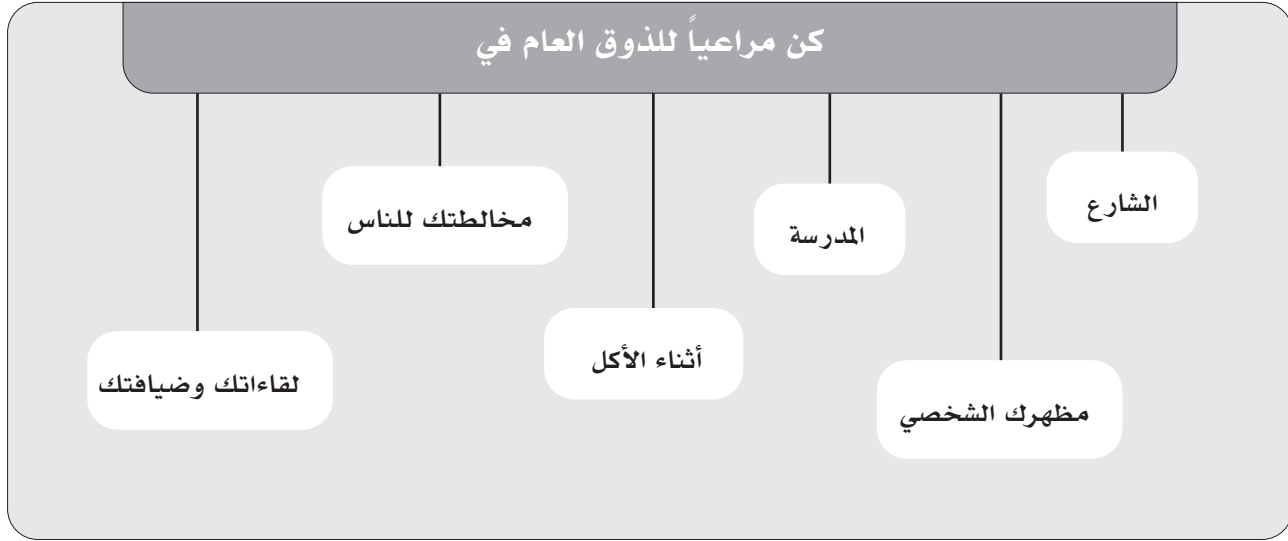 كن مراعياً للذوق العام في
الشارع
مظهرك الشخصي
المدرسة
أثناء الأكل
مخالطتك للناس
لقاءاتك وضيافتك